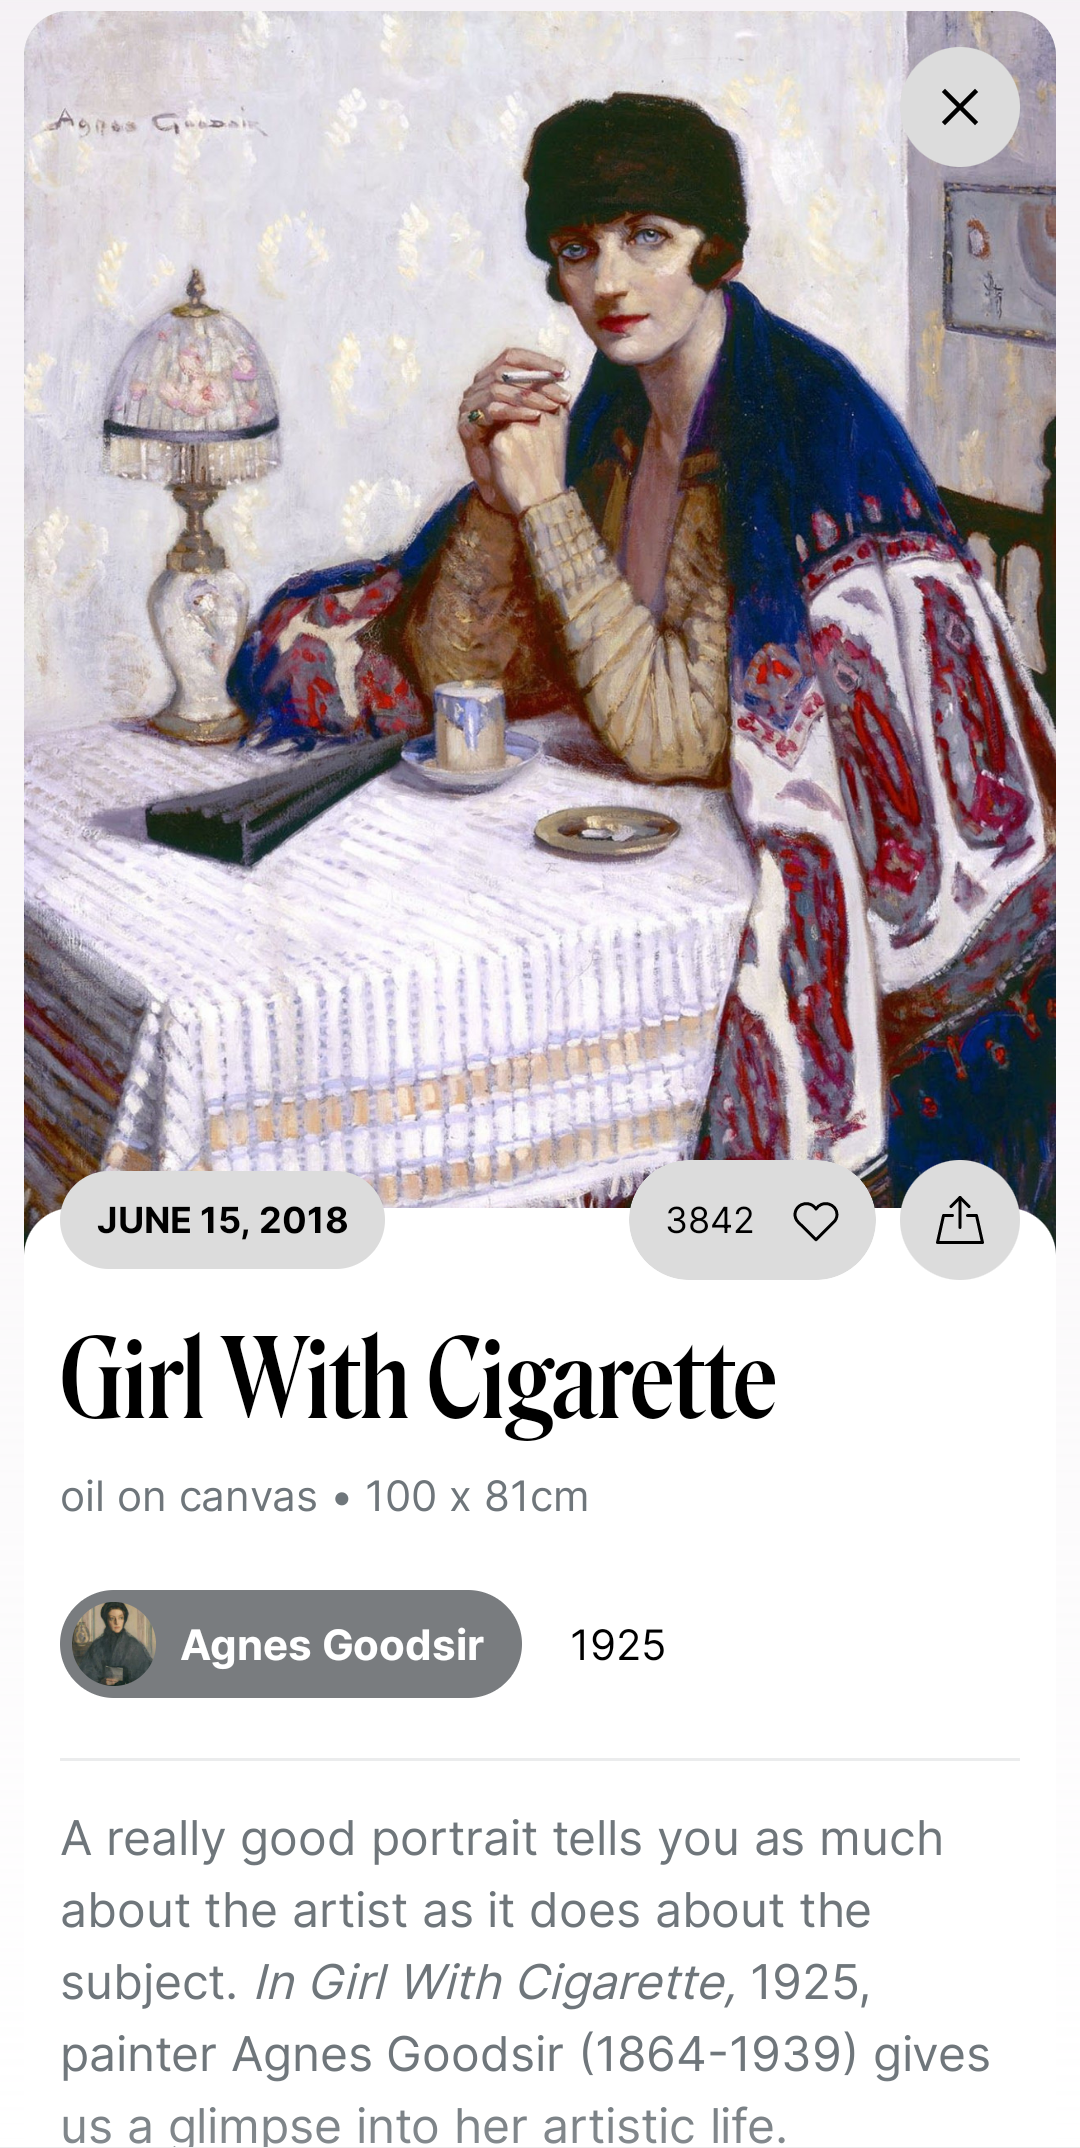 Agnes Goodsir
JUNE 15, 2018
3842
Girl With Cigarette
oil on canvas • 100 x 81cm
Agnes Goodsir
1925
A really good portrait tells you as much
about the artist as it does about the
subject. In Girl With Cigarette, 1925,
painter Agnes Goodsir (1864-1939) gives
us a glimpse into her artistic life.